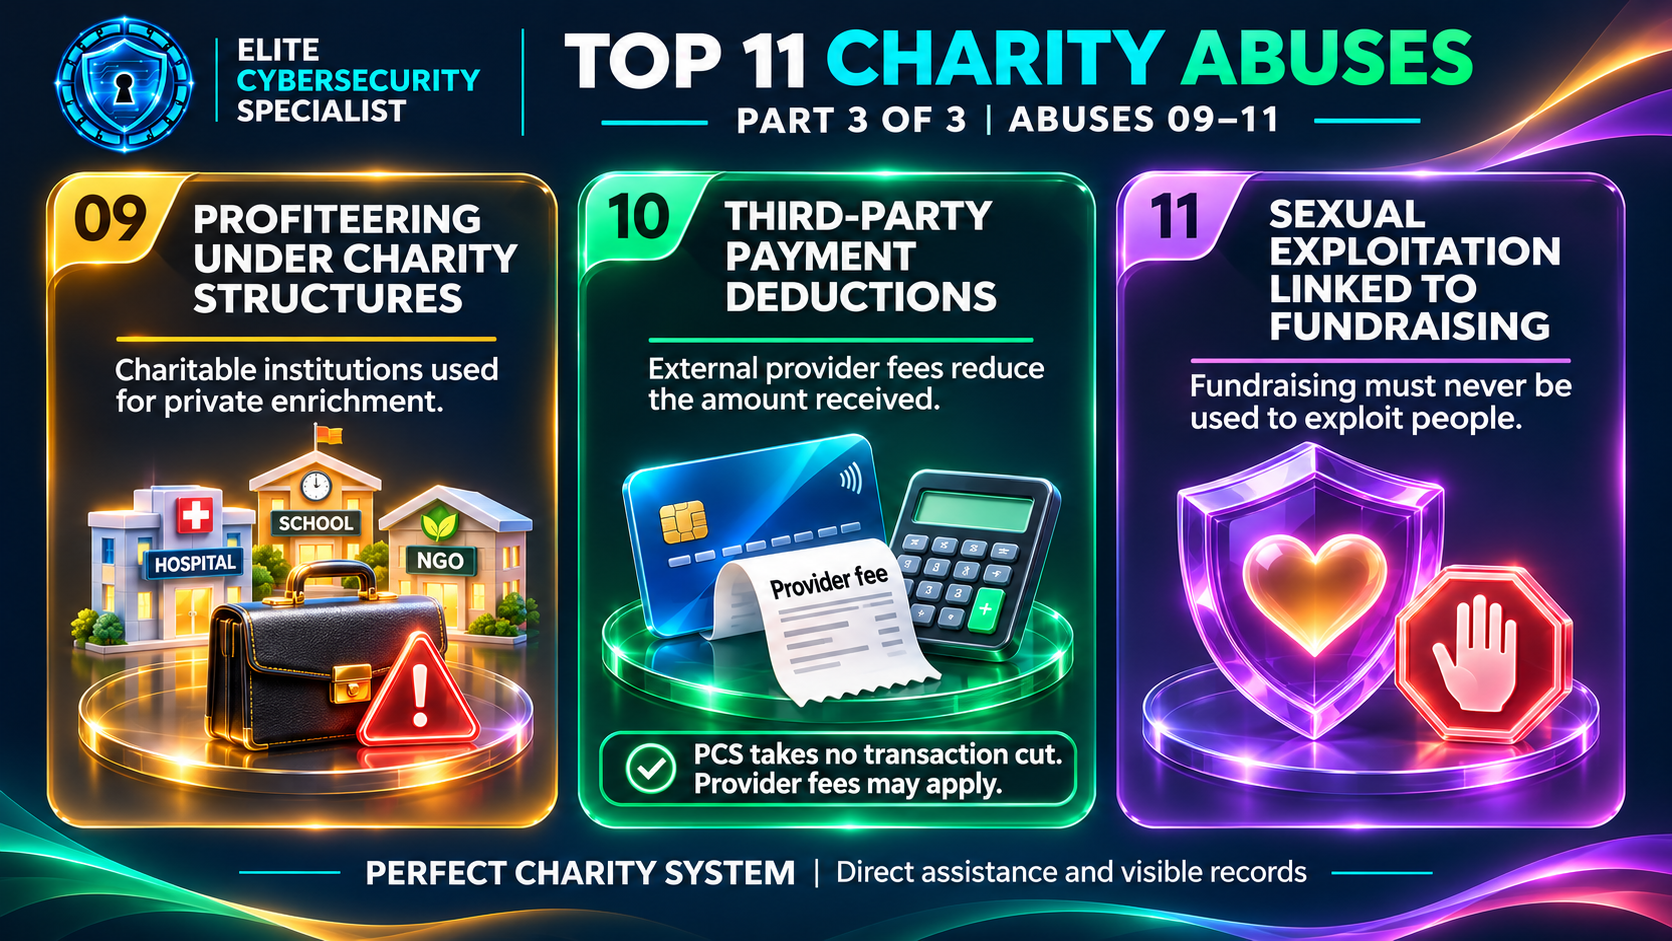 ELITE
CYBERSECURITY
SPECIALIST
TOP 11 CHARITY ABUSES
PART 3 OF 3 | ABUSES 09–11
09
PROFITEERING
UNDER CHARITY
STRUCTURES
Charitable institutions used
for private enrichment.
HOSPITAL
SCHOOL
NGO
10
THIRD-PARTY
PAYMENT
DEDUCTIONS
External provider fees reduce
the amount received.
Provider fee
PCS takes no transaction cut.
Provider fees may apply.
11
SEXUAL
EXPLOITATION
LINKED TO
FUNDRAISING
Fundraising must never be
used to exploit people.
PERFECT CHARITY SYSTEM | Direct assistance and visible records